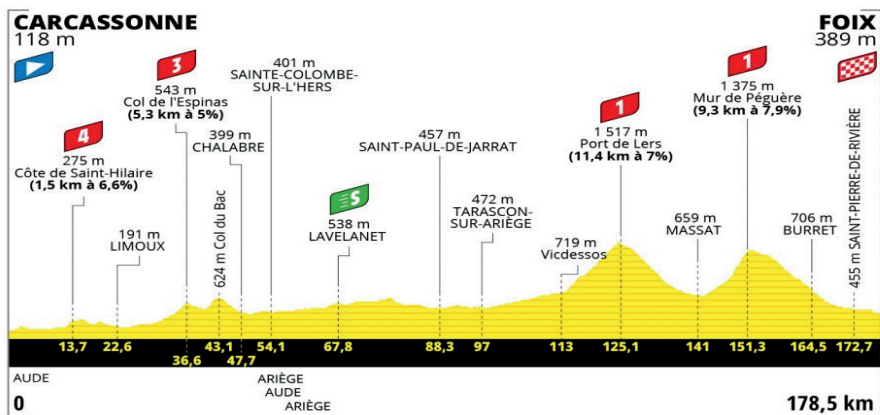 CARCASSONNE
118 m
FOIX
389 m
4
275 m
Côte de Saint-Hilaire
(1,5 km à 6,6%)
191 m
LIMOUX
3
543 m
Col de l'Espinas
(5,3 km à 5%)
624 m Col du Bac
399 m
CHALABRE
401 m
SAINTE-COLOMBE-
SUR-L'HERS
S
538 m
LAVELANET
457 m
SAINT-PAUL-DE-JARRAT
472 m
TARASCON-
SUR-ARIÈGE
719 m
Vicdessos
1
1 517 m
Port de Lers
(11,4 km à 7%)
659 m
MASSAT
1
1 375 m
Mur de Péguère
(9,3 km à 7,9%)
706 m
BURRET
455 m SAINT-PIERRE-DE-RIVIÈRE
13,7
22,6
36,6
43,1
47,7
54,1
67,8
88,3
97
113
125,1
141
151,3
164,5
172,7
AUDE
ARIÈGE
AUDE
ARIÈGE
0
178,5 km